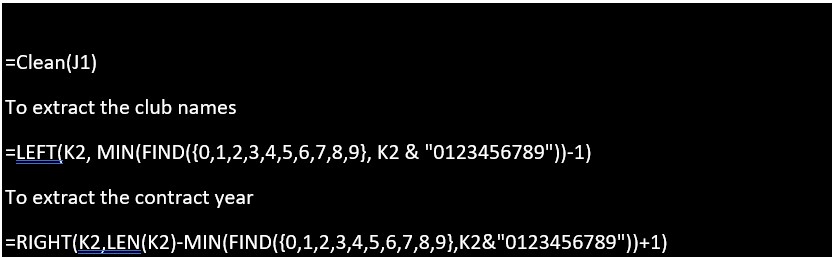 =Clean(J1)
To extract the club names
=LEFT(K2, MIN(FIND({0,1,2,3,4,5,6,7,8,9}, K2 & "0123456789"))-1)
To extract the contract year
=RIGHT(K2,LEN(K2)-MIN(FIND({0,1,2,3,4,5,6,7,8,9},K2&"0123456789"))+1)